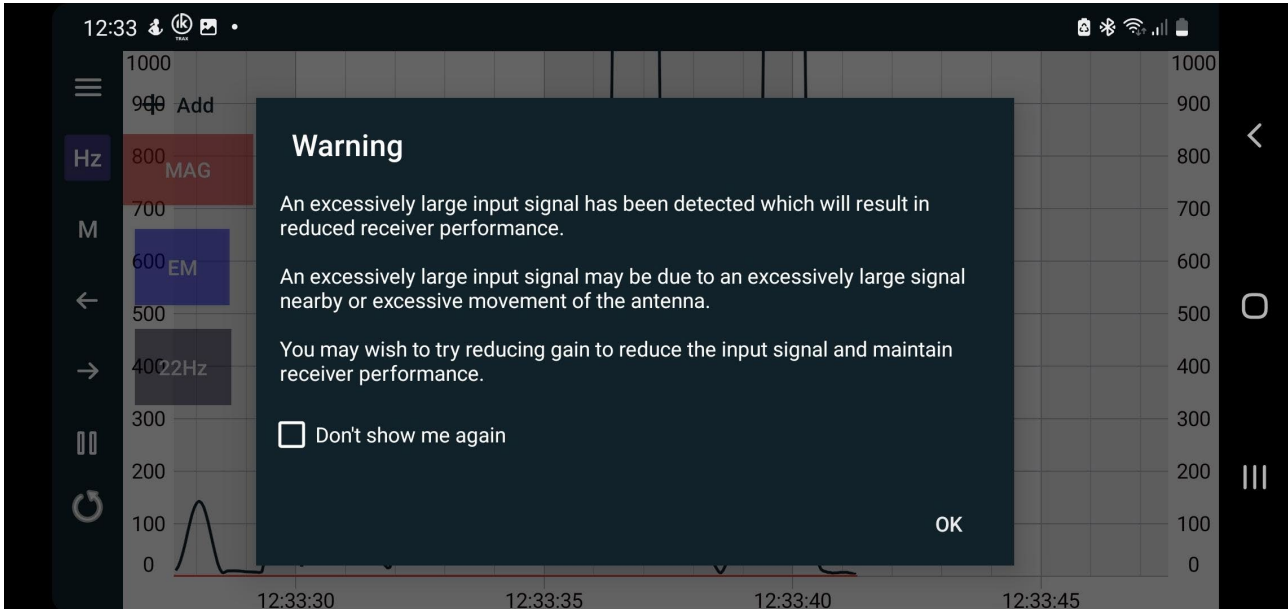 12:33
TRAX
1000
1000
900
Add
900
Hz
800
MAG
800
700
700
M
600
EM
600
500
500
400
22Hz
400
300
300
200
200
100
100
0
0
Warning
An excessively large input signal has been detected which will result in
reduced receiver performance.
An excessively large input signal may be due to an excessively large signal
nearby or excessive movement of the antenna.
You may wish to try reducing gain to reduce the input signal and maintain
receiver performance.
Don't show me again
OK
12:33:30
12:33:35
12:33:40
12:33:45